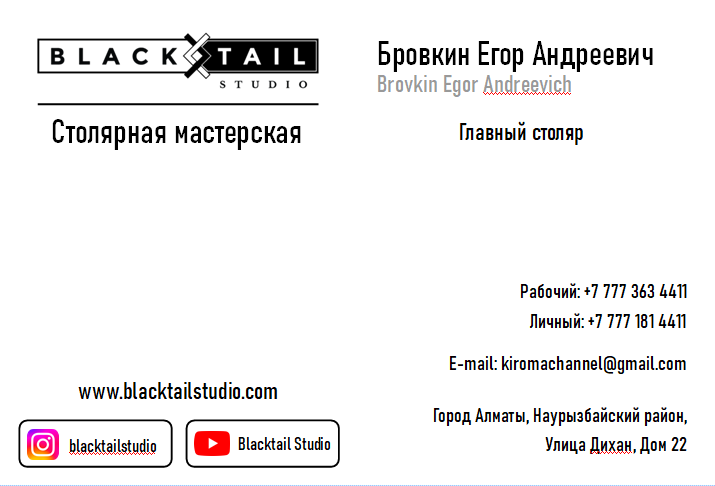 BLACKTAIL
STUDIO
Столярная мастерская
Бровкин Егор Андреевич
Brovkin Egor Andreevich
Главный столяр
Рабочий: +7 777 363 4411
Личный: +7 777 181 4411
E-mail: kiromachannel@gmail.com
Город Алматы, Наурызбайский район,
Улица Дихан, Дом 22
www.blacktailstudio.com
blacktailstudio
Blacktail Studio